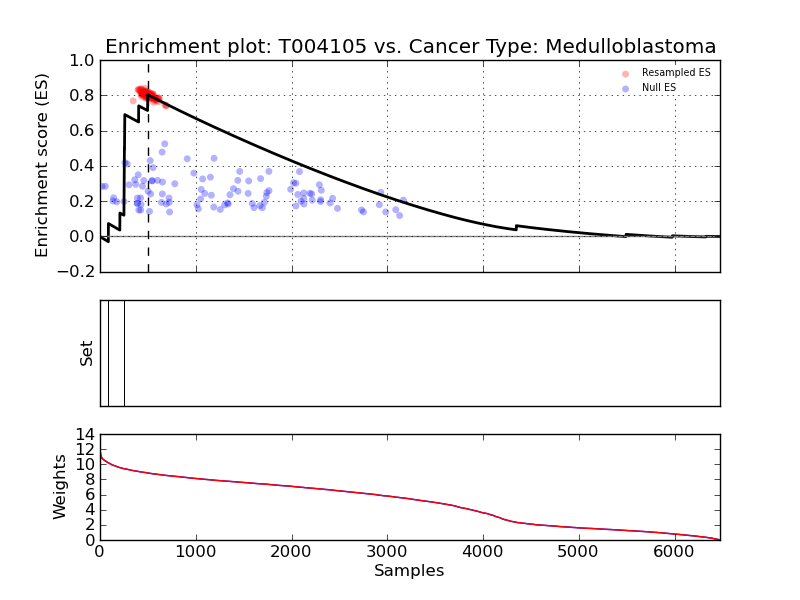 Enrichment plot: T004105 vs. Cancer Type: Medulloblastoma
1.0
0.8
0.6
0.4
0.2
0.0
−0.2
Enrichment score (ES)
Resampled ES
Null ES
Set
14
12
10
8
6
4
2
0
Weights
0 1000 2000 3000 4000 5000 6000
Samples